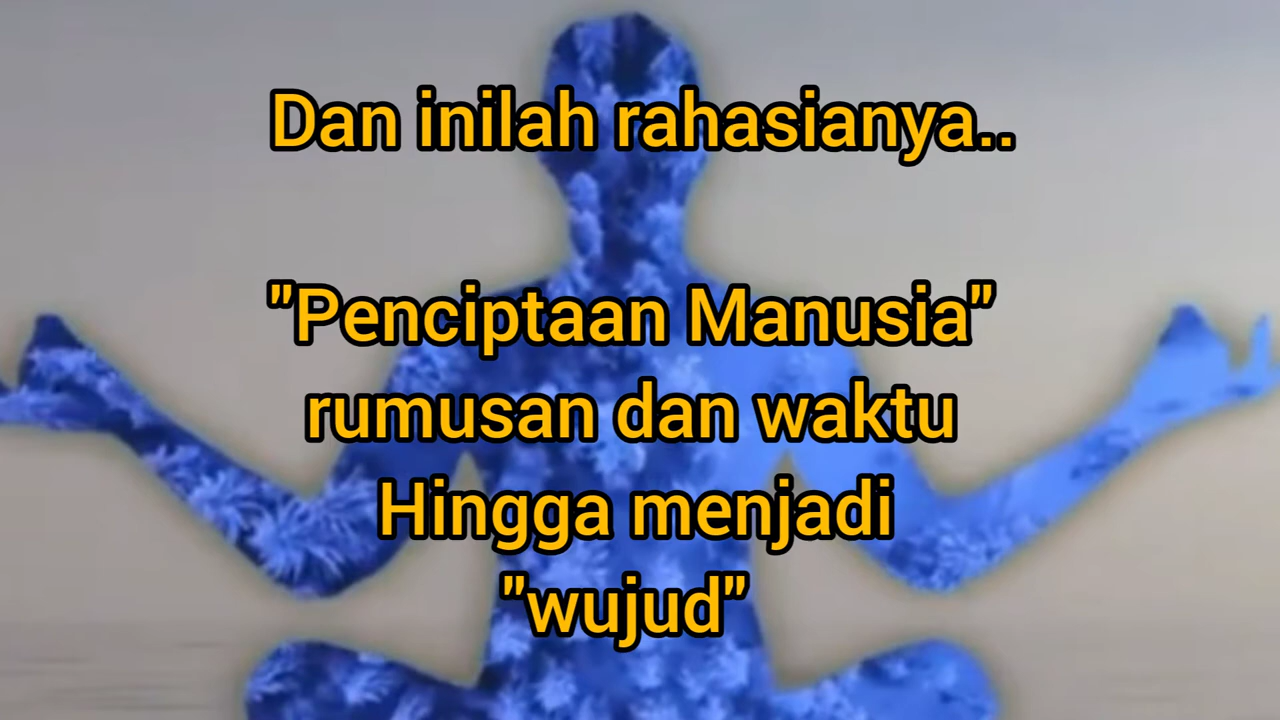 Dan inilah rahasianya..
"Penciptaan Manusia"
rumusan dan waktu
Hingga menjadi
"wujud"